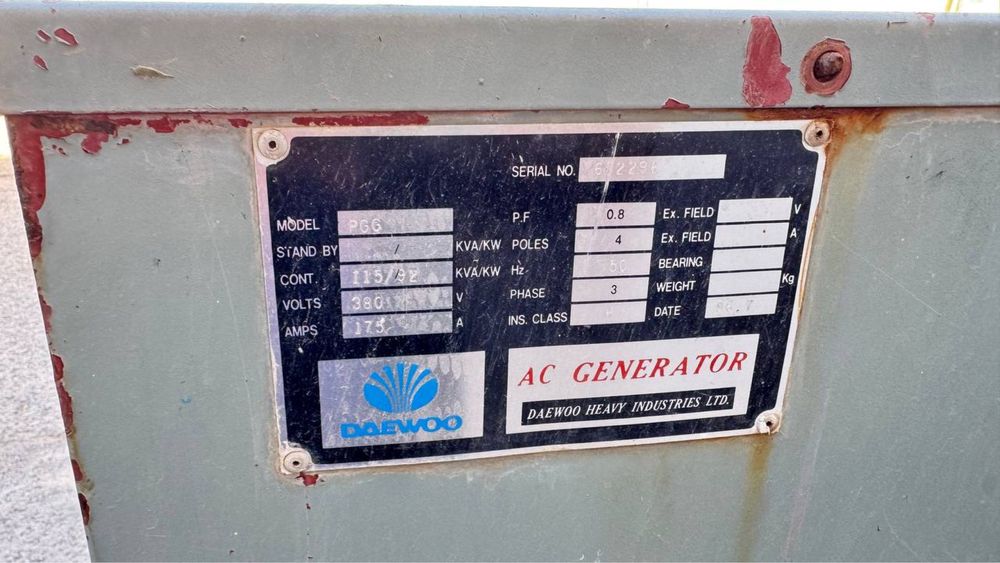 SERIAL NO.
MODEL PGG
STAND BY / KVA/KW
CONT. 115/92 KVA/KW
VOLTS 380 V
AMPS 175 A
P.F 0.8
POLES 4
Hz 50
PHASE 3
INS. CLASS H
Ex. FIELD V
Ex. FIELD A
BEARING
WEIGHT Kg
DATE
DAEWOO
AC GENERATOR
DAEWOO HEAVY INDUSTRIES LTD.